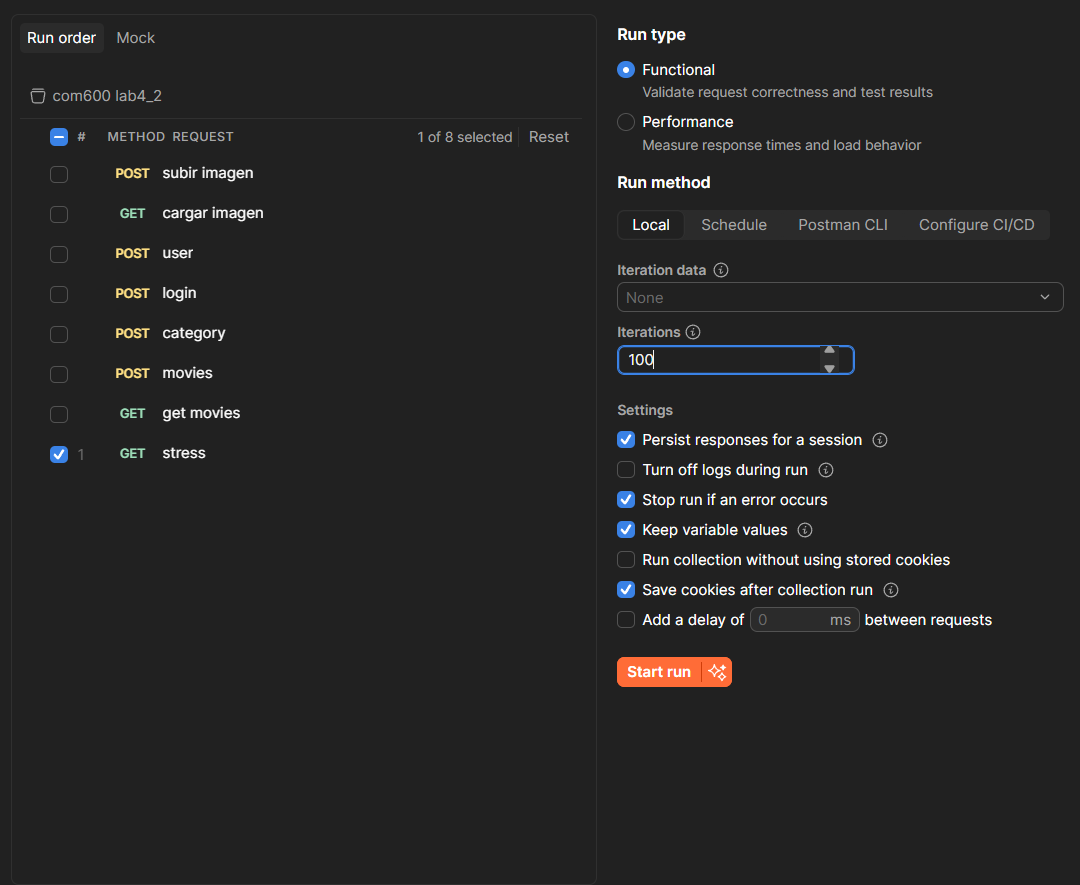 Run order Mock
com600 lab4_2
# METHOD REQUEST 1 of 8 selected Reset
POST subir imagen
GET cargar imagen
POST user
POST login
POST category
POST movies
GET get movies
1 GET stress
Run type
Functional
Validate request correctness and test results
Performance
Measure response times and load behavior
Run method
Local Schedule Postman CLI Configure CI/CD
Iteration data
None
Iterations
100
Settings
Persist responses for a session
Turn off logs during run
Stop run if an error occurs
Keep variable values
Run collection without using stored cookies
Save cookies after collection run
Add a delay of 0 ms between requests
Start run